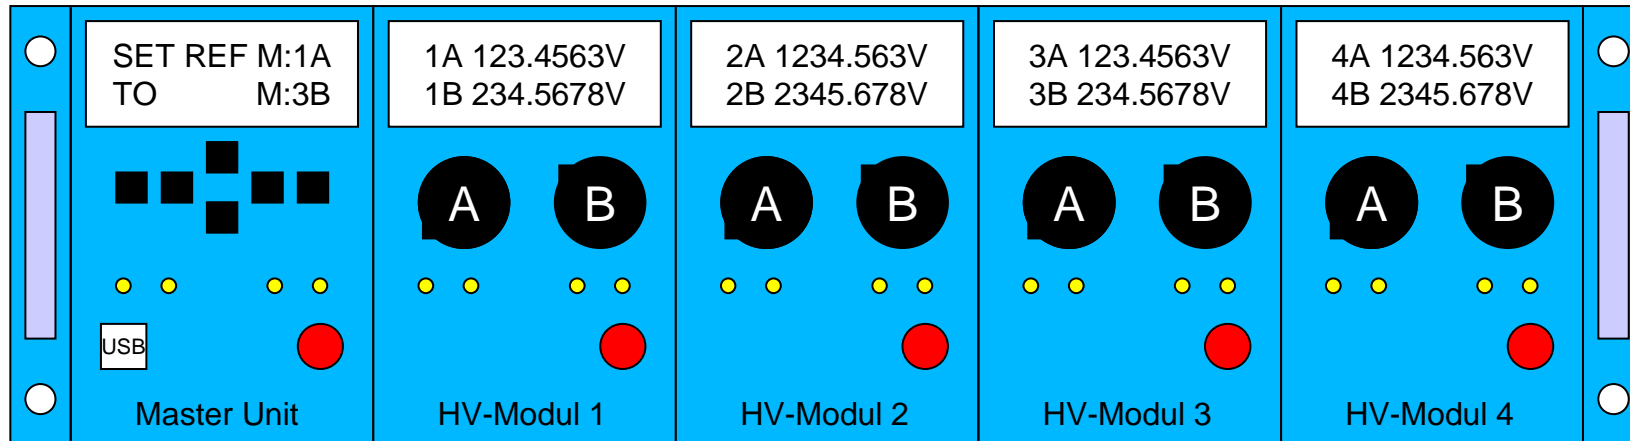 SET REF M:1A
TO M:3B
USB
Master Unit
1A 123.4563V
1B 234.5678V
A B
HV-Modul 1
2A 1234.563V
2B 2345.678V
A B
HV-Modul 2
3A 123.4563V
3B 234.5678V
A B
HV-Modul 3
4A 1234.563V
4B 2345.678V
A B
HV-Modul 4